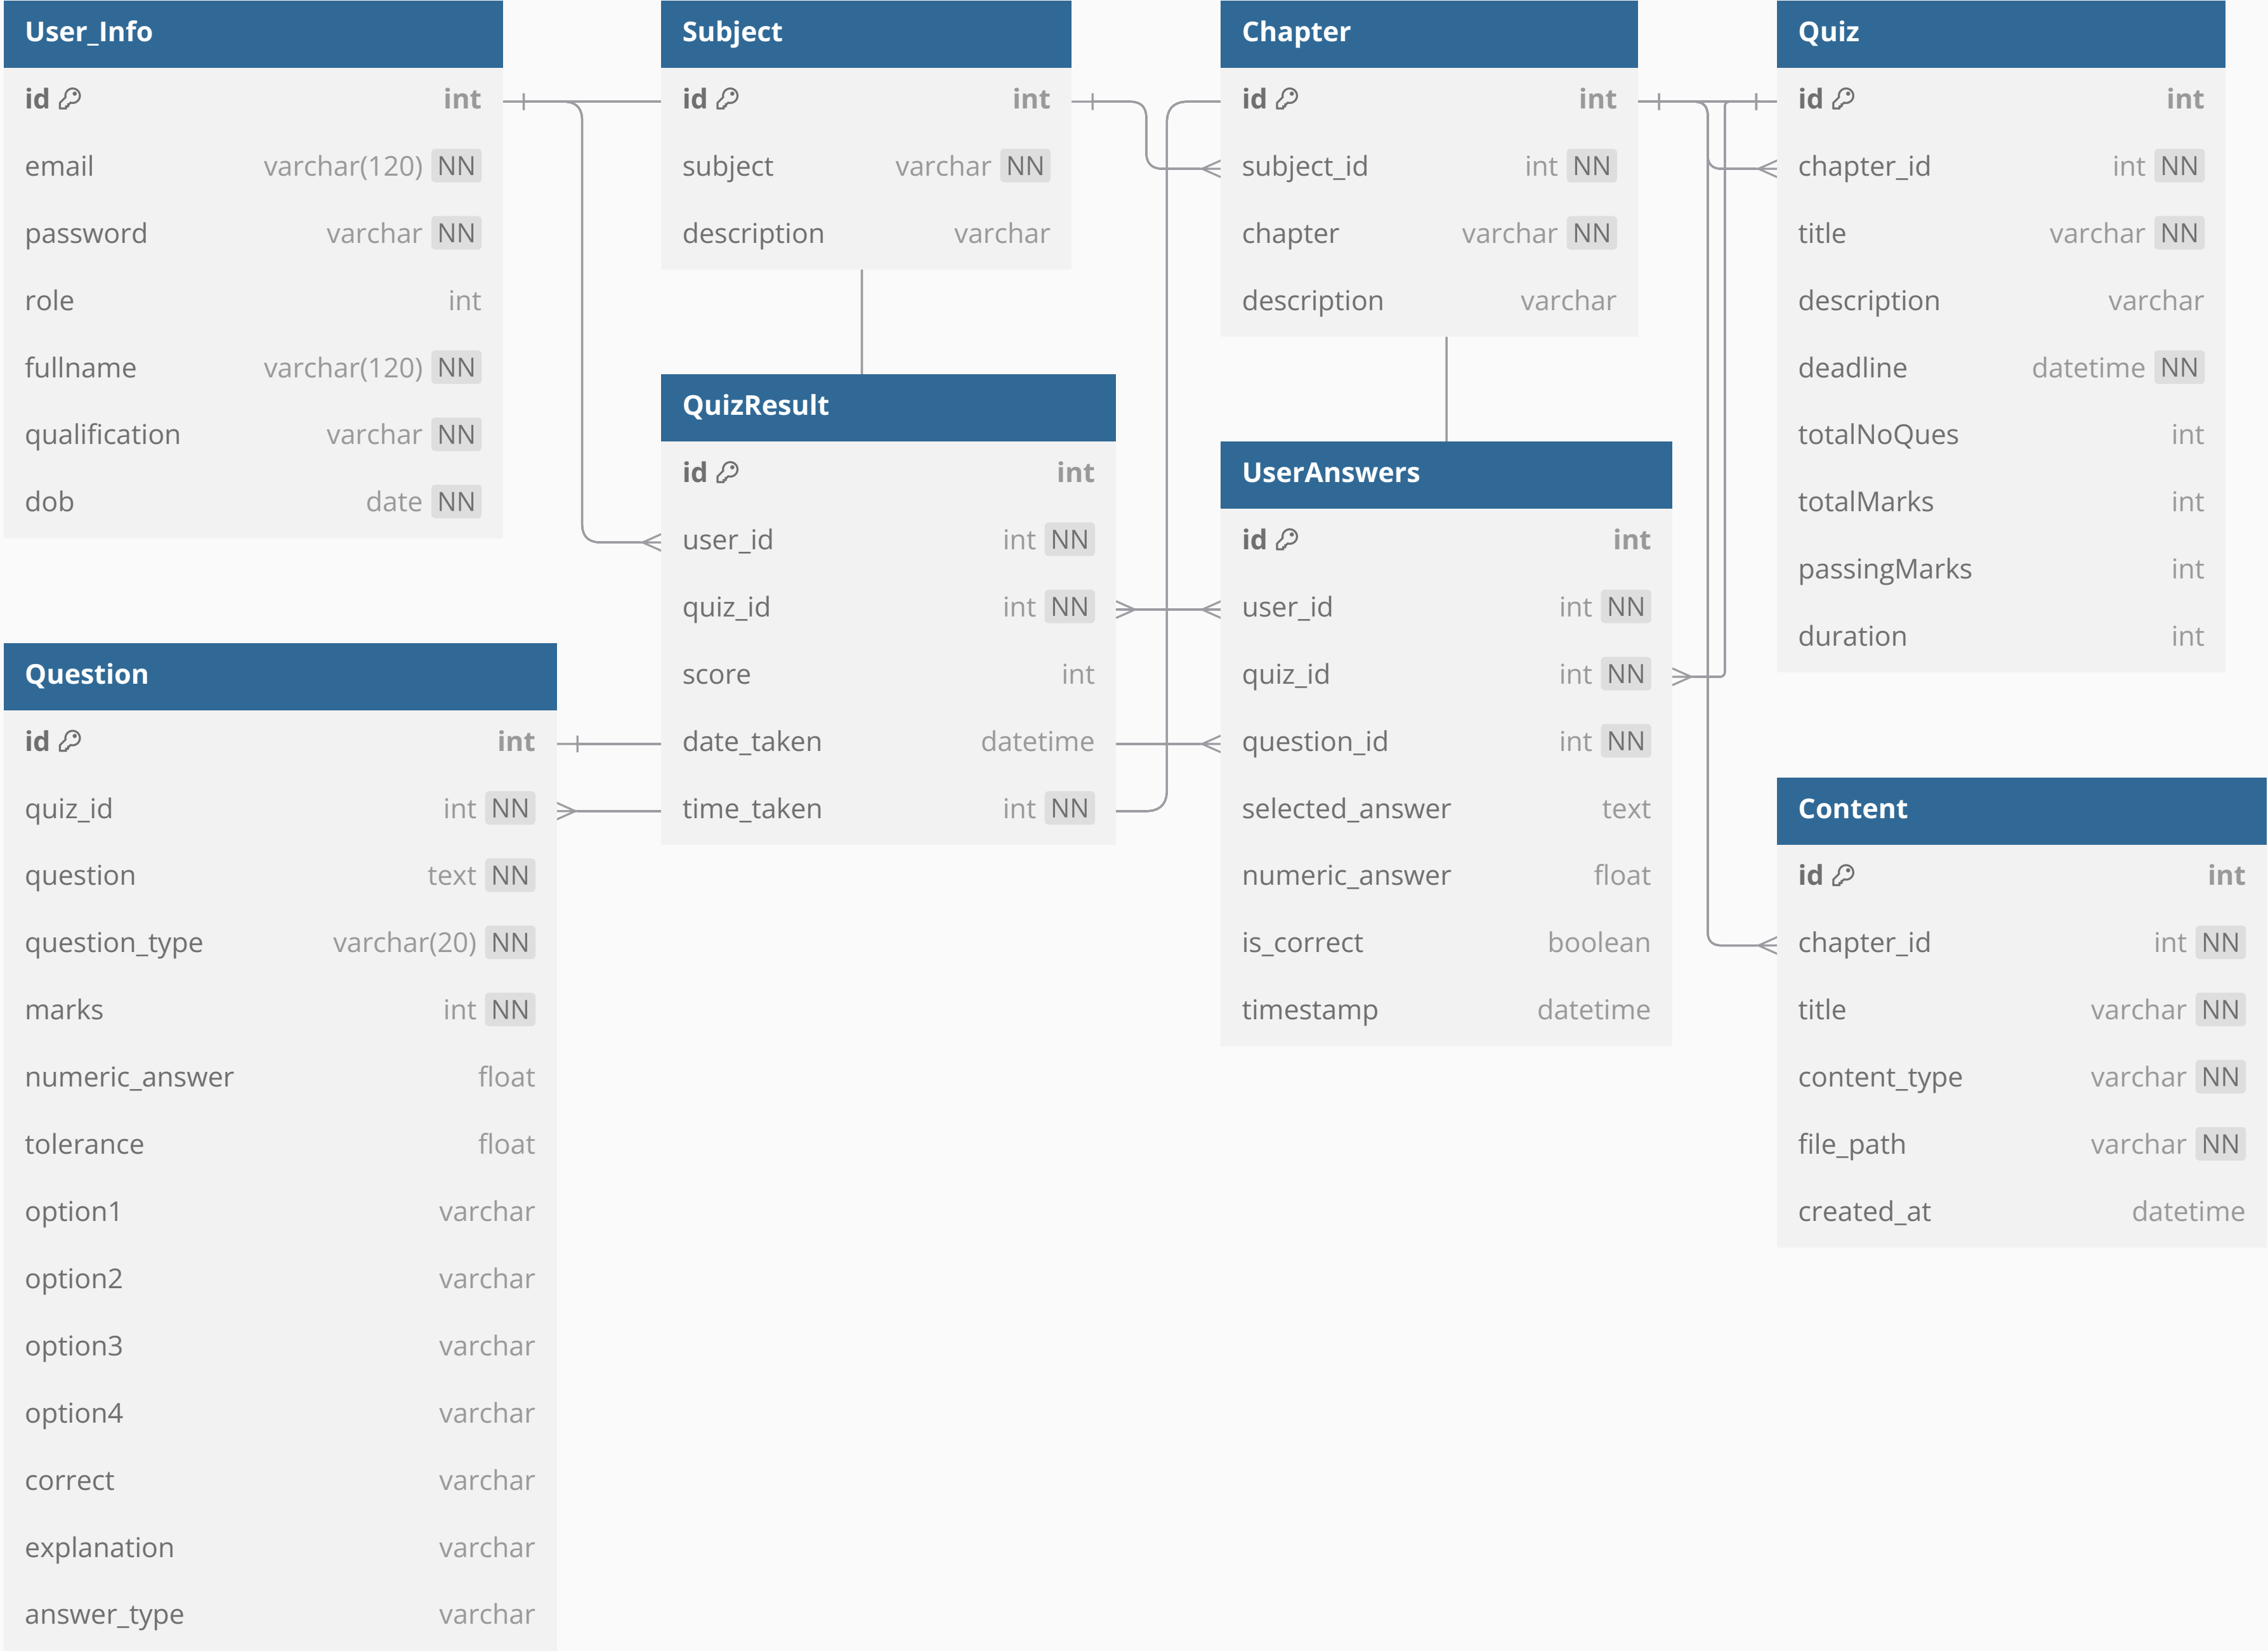 User_Info
id int
email varchar(120) NN
password varchar NN
role int
fullname varchar(120) NN
qualification varchar NN
dob date NN
Subject
id int
subject varchar NN
description varchar
Chapter
id int
subject_id int NN
chapter varchar NN
description varchar
Quiz
id int
chapter_id int NN
title varchar NN
description varchar
deadline datetime NN
totalNoQues int
totalMarks int
passingMarks int
duration int
QuizResult
id int
user_id int NN
quiz_id int NN
score int
date_taken datetime
time_taken int NN
UserAnswers
id int
user_id int NN
quiz_id int NN
question_id int NN
selected_answer text
numeric_answer float
is_correct boolean
timestamp datetime
Question
id int
quiz_id int NN
question text NN
question_type varchar(20) NN
marks int NN
numeric_answer float
tolerance float
option1 varchar
option2 varchar
option3 varchar
option4 varchar
correct varchar
explanation varchar
answer_type varchar
Content
id int
chapter_id int NN
title varchar NN
content_type varchar NN
file_path varchar NN
created_at datetime